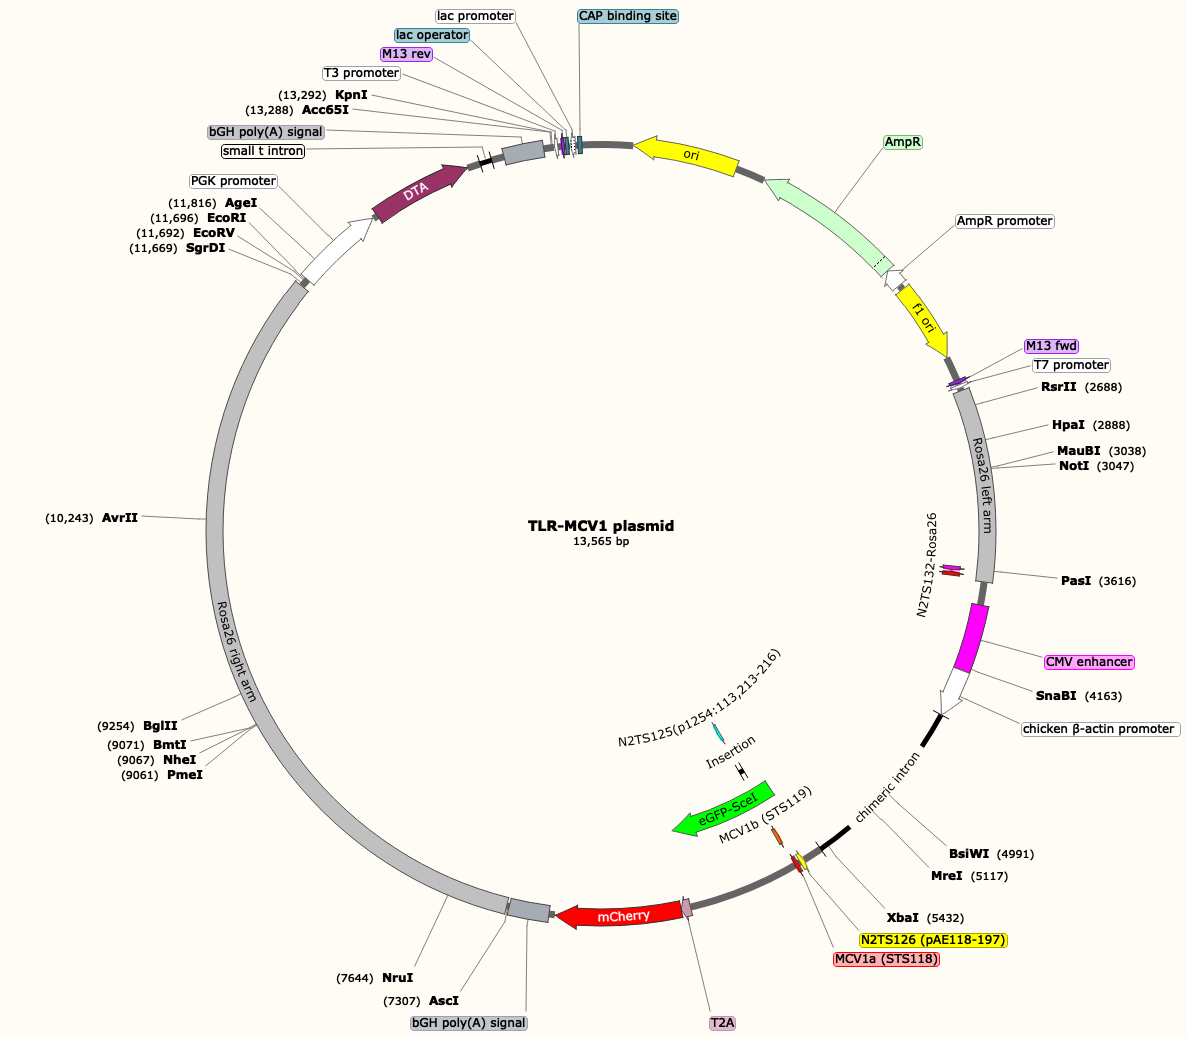 lac promoter
CAP binding site
lac operator
M13 rev
T3 promoter
(13,292) KpnI
(13,288) Acc65I
bGH poly(A) signal
small t intron
ori
AmpR
PGK promoter
DTA
(11,816) AgeI
(11,696) EcoRI
(11,692) EcoRV
(11,669) SgrDI
AmpR promoter
f1 ori
M13 fwd
T7 promoter
RsrII (2688)
HpaI (2888)
MauBI (3038)
NotI (3047)
Rosa26 left arm
(10,243) AvrII
TLR-MCV1 plasmid
13,565 bp
N2TS132-Rosa26
PasI (3616)
Rosa26 right arm
CMV enhancer
SnaBI (4163)
chicken β-actin promoter
N2TS125(p1254:113,213-216)
Insertion
eGFP-SceI
MCV1b (STS119)
chimeric intron
(9254) BglII
(9071) BmtI
(9067) NheI
(9061) PmeI
BsiWI (4991)
MreI (5117)
XbaI (5432)
N2TS126 (pAE118-197)
MCV1a (STS118)
mCherry
(7644) NruI
(7307) AscI
bGH poly(A) signal
T2A